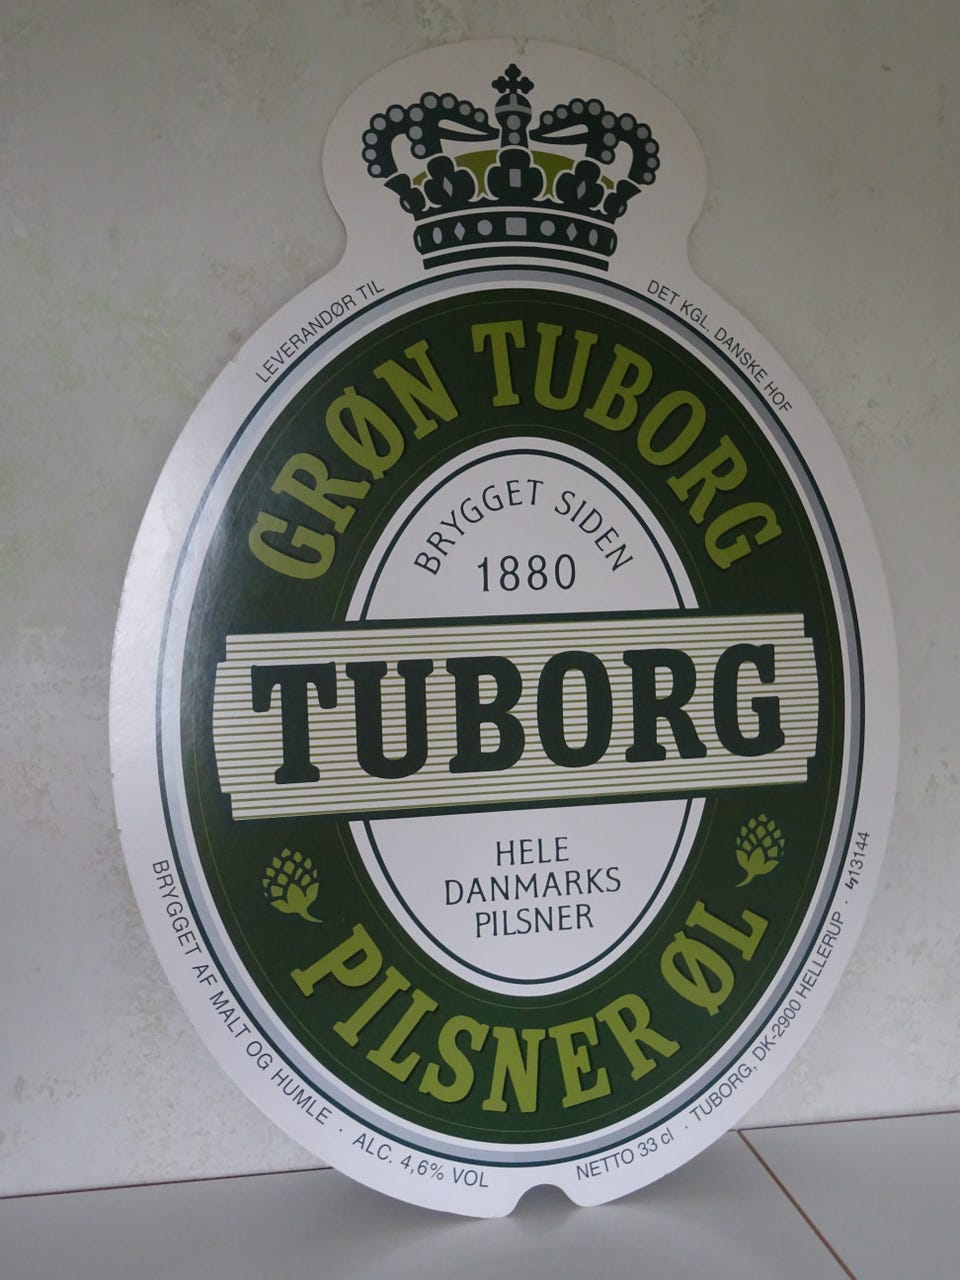 LEVERANDØR TIL
DET KGL. DANSKE HOF
GRØN TUBORG
BRYGGET SIDEN
1880
TUBORG
HELE
DANMARKS
PILSNER
PILSNER ØL
BRYGGET AF MALT OG HUMLE · ALC. 4,6% VOL
NETTO 33 cl · TUBORG, DK-2900 HELLERUP · ϟ13144